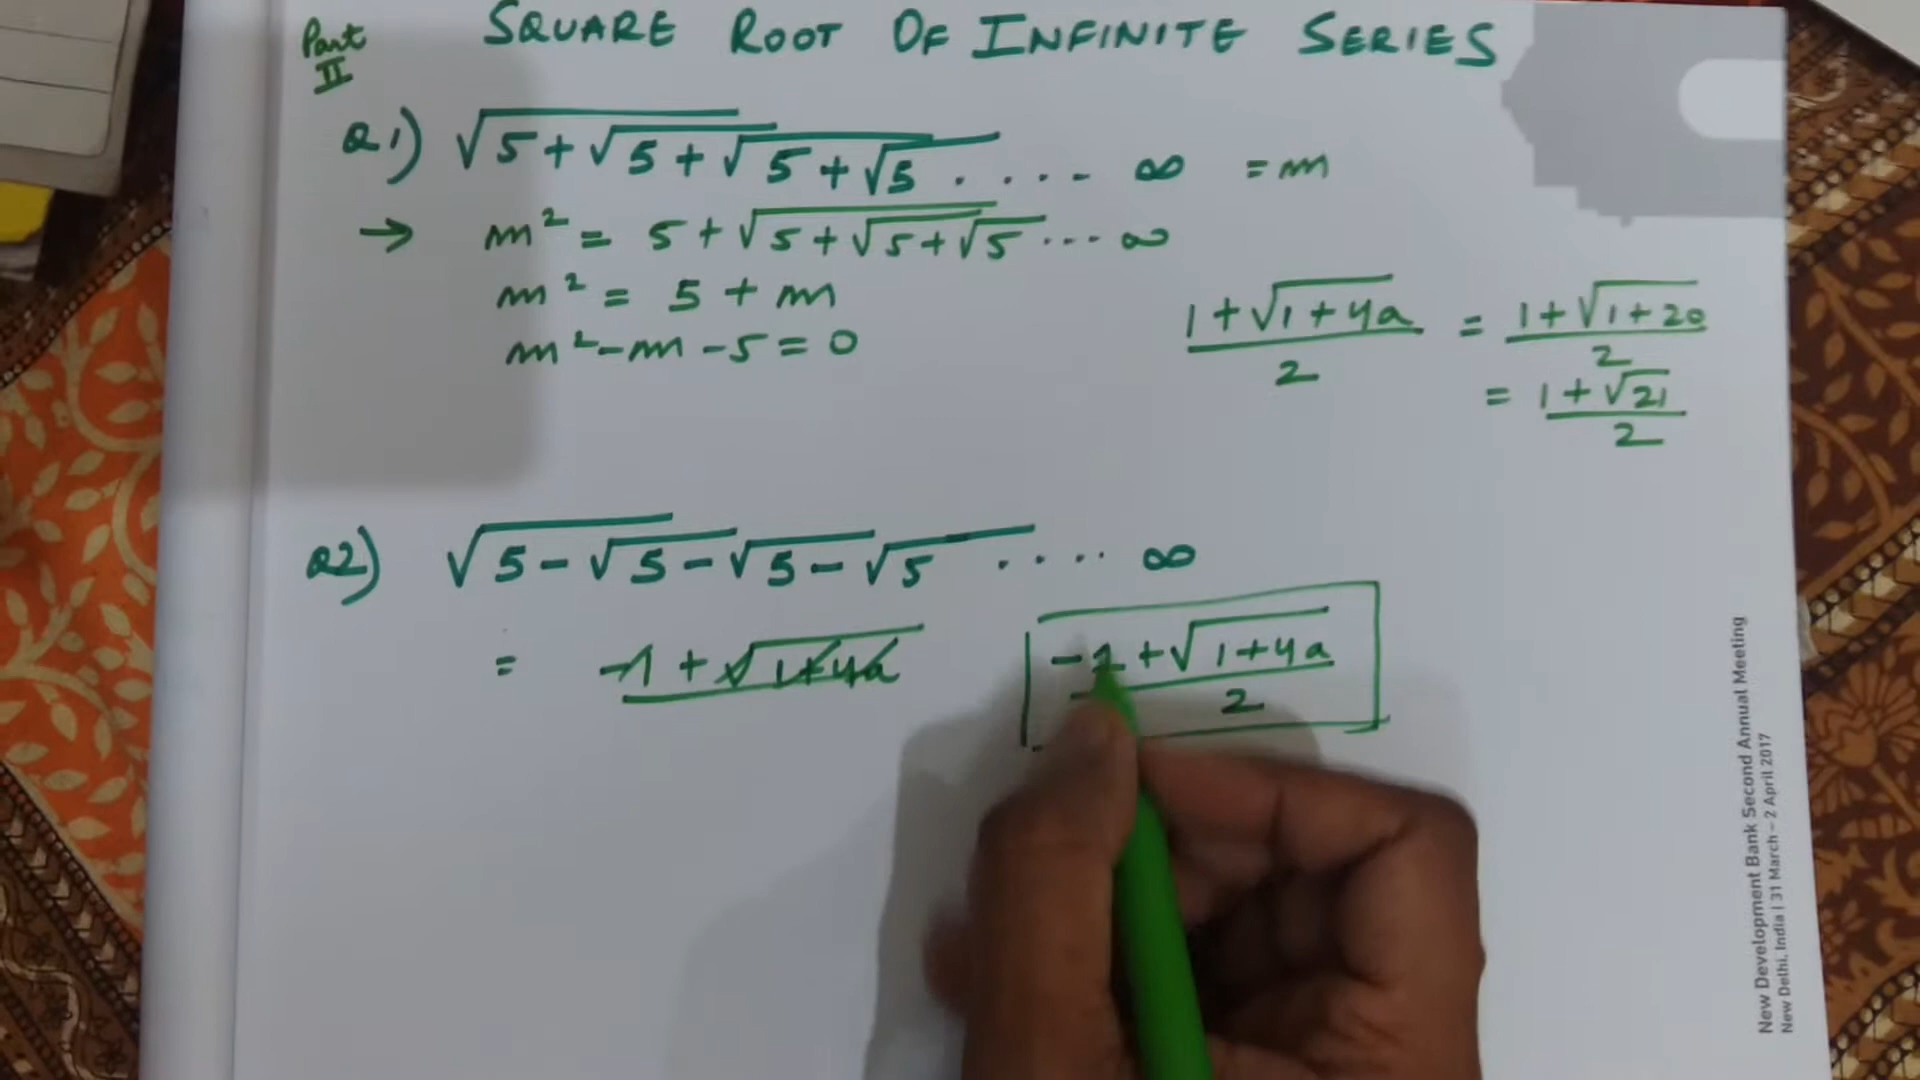 Part II
SQUARE ROOT OF INFINITE SERIES
Q1) √5+√5+√5+√5 . . . . - ∞ = m
→ m² = 5+√5+√5+√5 ... ∞
m² = 5 + m
m² - m - 5 = 0
1+√1+4a / 2 = 1+√1+20 / 2
= 1+√21 / 2
Q2) √5-√5-√5-√5 ..... ∞
= -1+√1+4a
-1+√1+4a / 2
New Development Bank Second Annual Meeting
New Delhi, India | 31 March – 2 April 2017